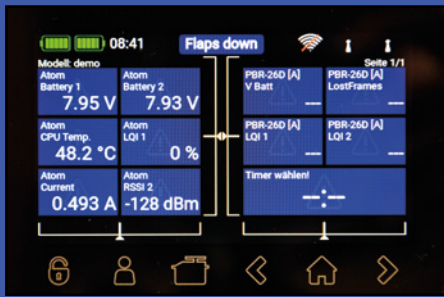 08:41
Flaps down
Modell: demo
Seite 1/1
Atom
Battery 1
7.95 V
Atom
Battery 2
7.93 V
PBR-26D [A]
V Batt
---
PBR-26D [A]
LostFrames
---
Atom
CPU Temp.
48.2 °C
Atom
LQI 1
0 %
PBR-26D [A]
LQI 1
---
PBR-26D [A]
LQI 2
---
Atom
Current
0.493 A
Atom
RSSI 2
-128 dBm
Timer wählen!
--:--